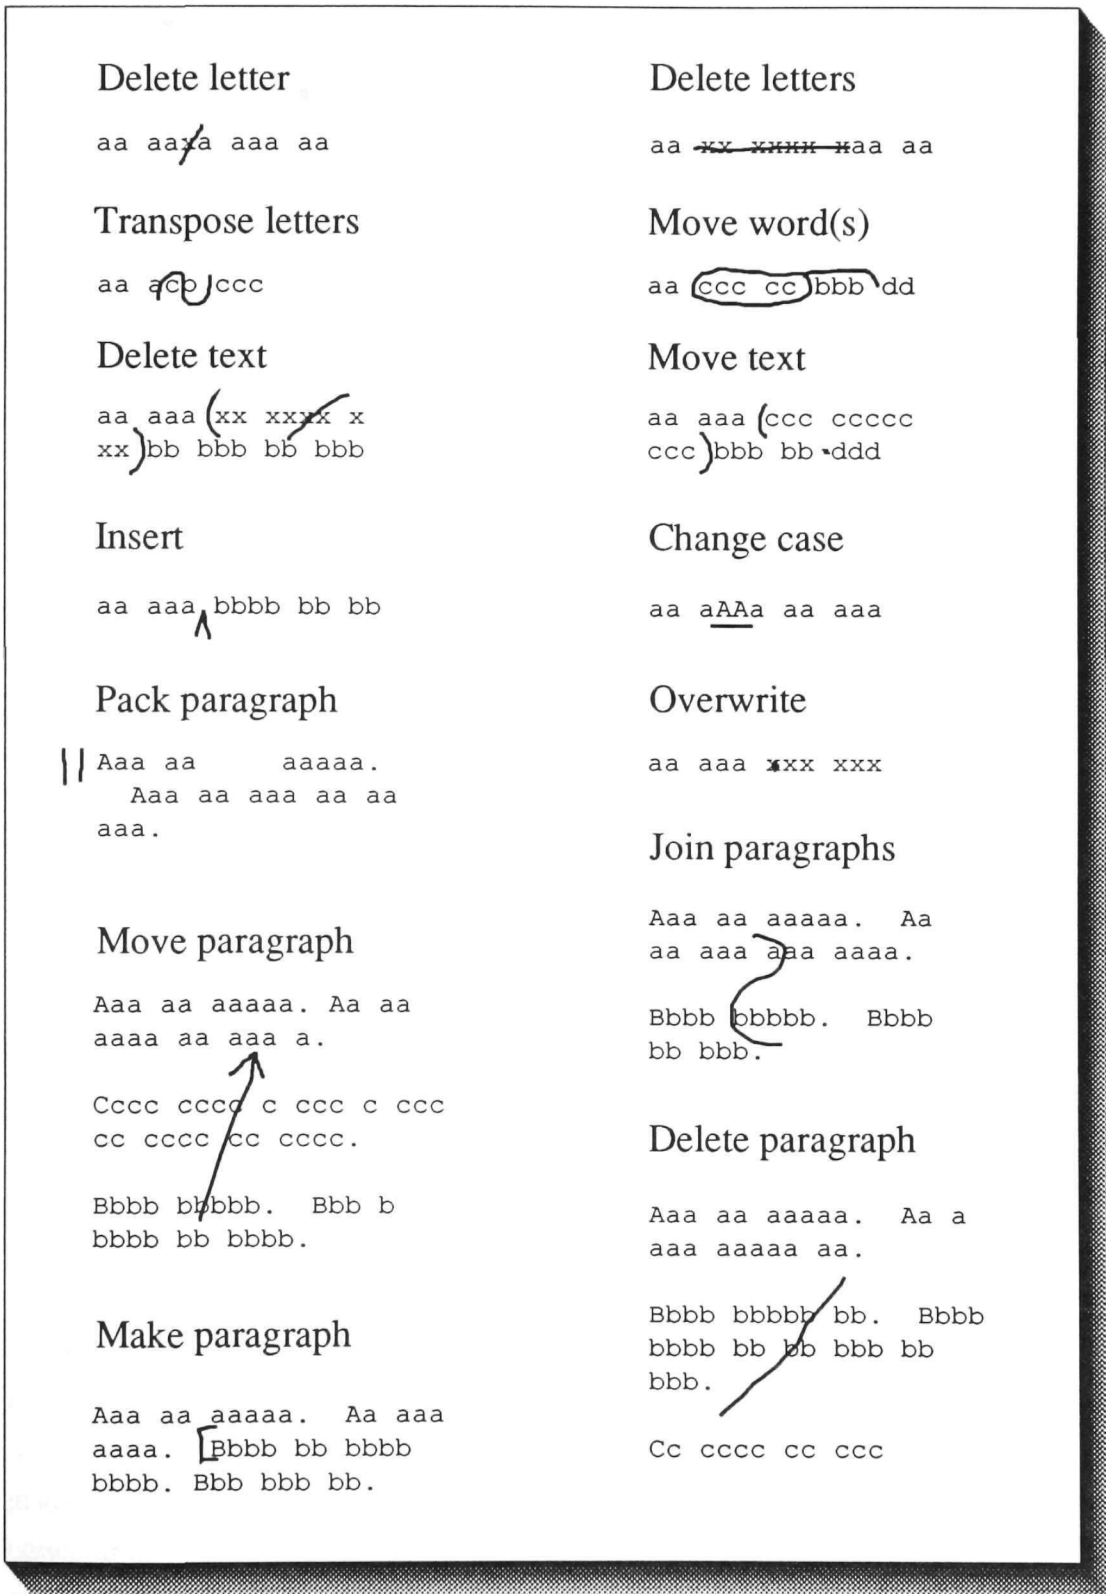 Delete letter
aa aaxa aaa aa
Transpose letters
aa acb ccc
Delete text
aa aaa (xx xxxx x
xx) bb bbb bb bbb
Insert
aa aaa bbbb bb bb
Pack paragraph
Aaa aa aaaaa.
Aaa aa aaa aa aa
aaa.
Move paragraph
Aaa aa aaaaa. Aa aa
aaaa aa aaa a.
Cccc cccc c ccc c ccc
cc cccc cc cccc.
Bbbb bbbbb. Bbb b
bbbb bb bbbb.
Make paragraph
Aaa aa aaaaa. Aa aaa
aaaa. [Bbbb bb bbbb
bbbb. Bbb bbb bb.
Delete letters
aa xx xxxx xaa aa
Move word(s)
aa ccc cc bbb dd
Move text
aa aaa (ccc ccccc
ccc) bbb bb ddd
Change case
aa aAAa aa aaa
Overwrite
aa aaa xxx xxx
Join paragraphs
Aaa aa aaaaa. Aa
aa aaa aaa aaaa.
Bbbb bbbbb. Bbbb
bb bbb.
Delete paragraph
Aaa aa aaaaa. Aa a
aaa aaaaa aa.
Bbbb bbbbb bb. Bbbb
bbbb bb bb bbb bb
bbb.
Cc cccc cc ccc